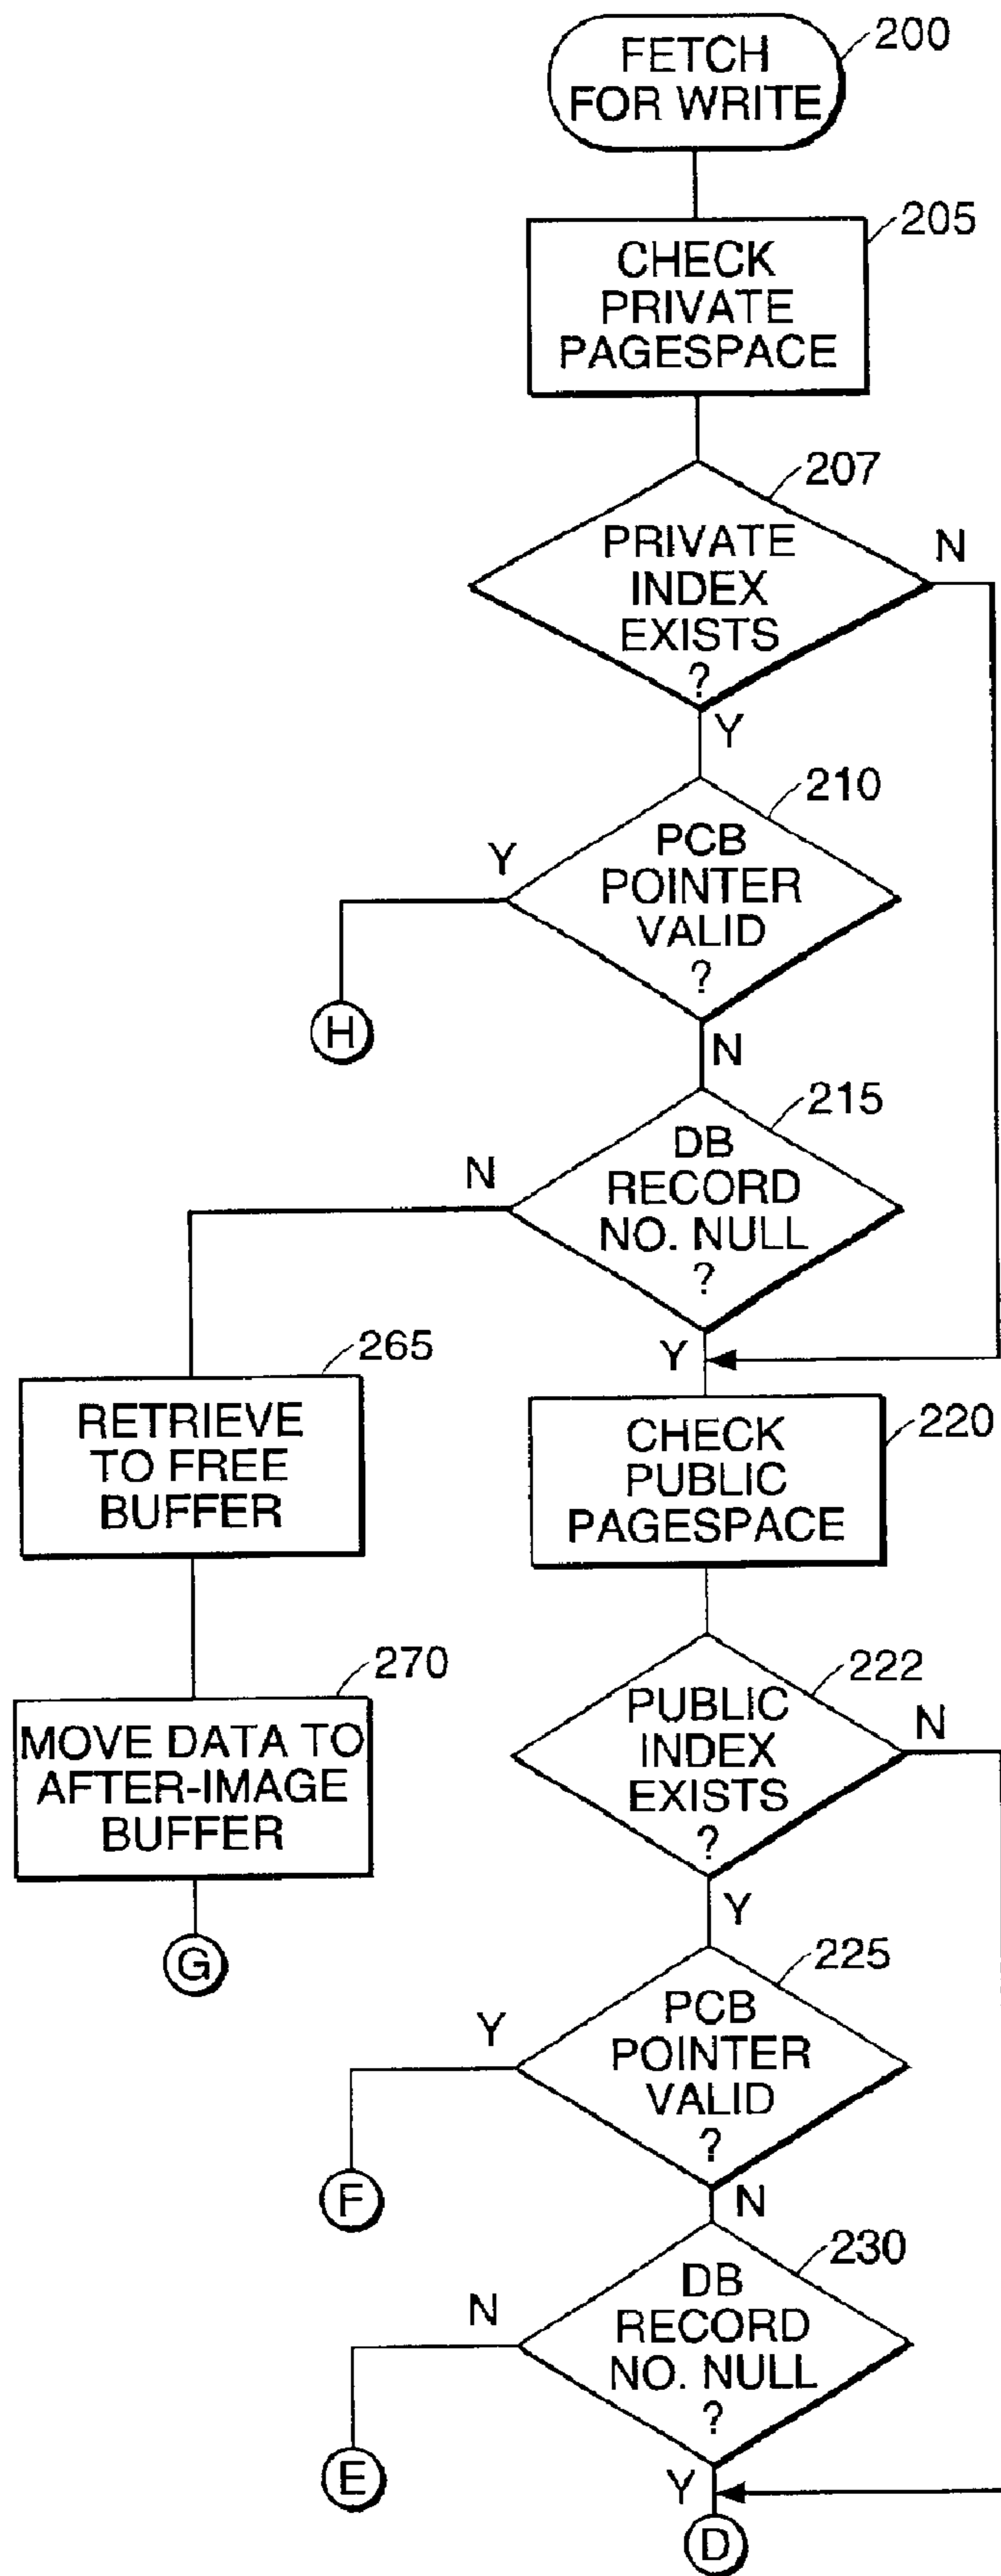 FETCH
FOR WRITE
200
CHECK
PRIVATE
PAGESPACE
205
207
PRIVATE
INDEX
EXISTS
?
N
Y
210
PCB
POINTER
VALID
?
Y
H
N
215
DB
RECORD
NO. NULL
?
N
Y
265
RETRIEVE
TO FREE
BUFFER
CHECK
PUBLIC
PAGESPACE
220
270
MOVE DATA TO
AFTER-IMAGE
BUFFER
G
222
PUBLIC
INDEX
EXISTS
?
N
Y
225
PCB
POINTER
VALID
?
Y
F
N
230
DB
RECORD
NO. NULL
?
N
E
Y
D